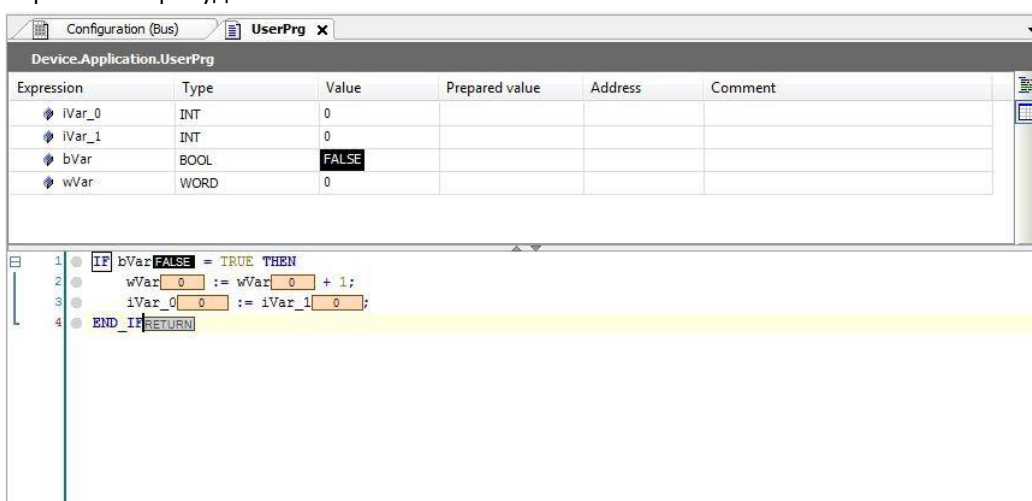 Configuration (Bus) UserPrg X
Device.Application.UserPrg
Expression Type Value Prepared value Address Comment
iVar_0 INT 0
iVar_1 INT 0
bVar BOOL FALSE
wVar WORD 0
1 IF bVar FALSE = TRUE THEN
2 wVar 0 := wVar 0 + 1;
3 iVar_0 0 := iVar_1 0 ;
4 END_IF RETURN